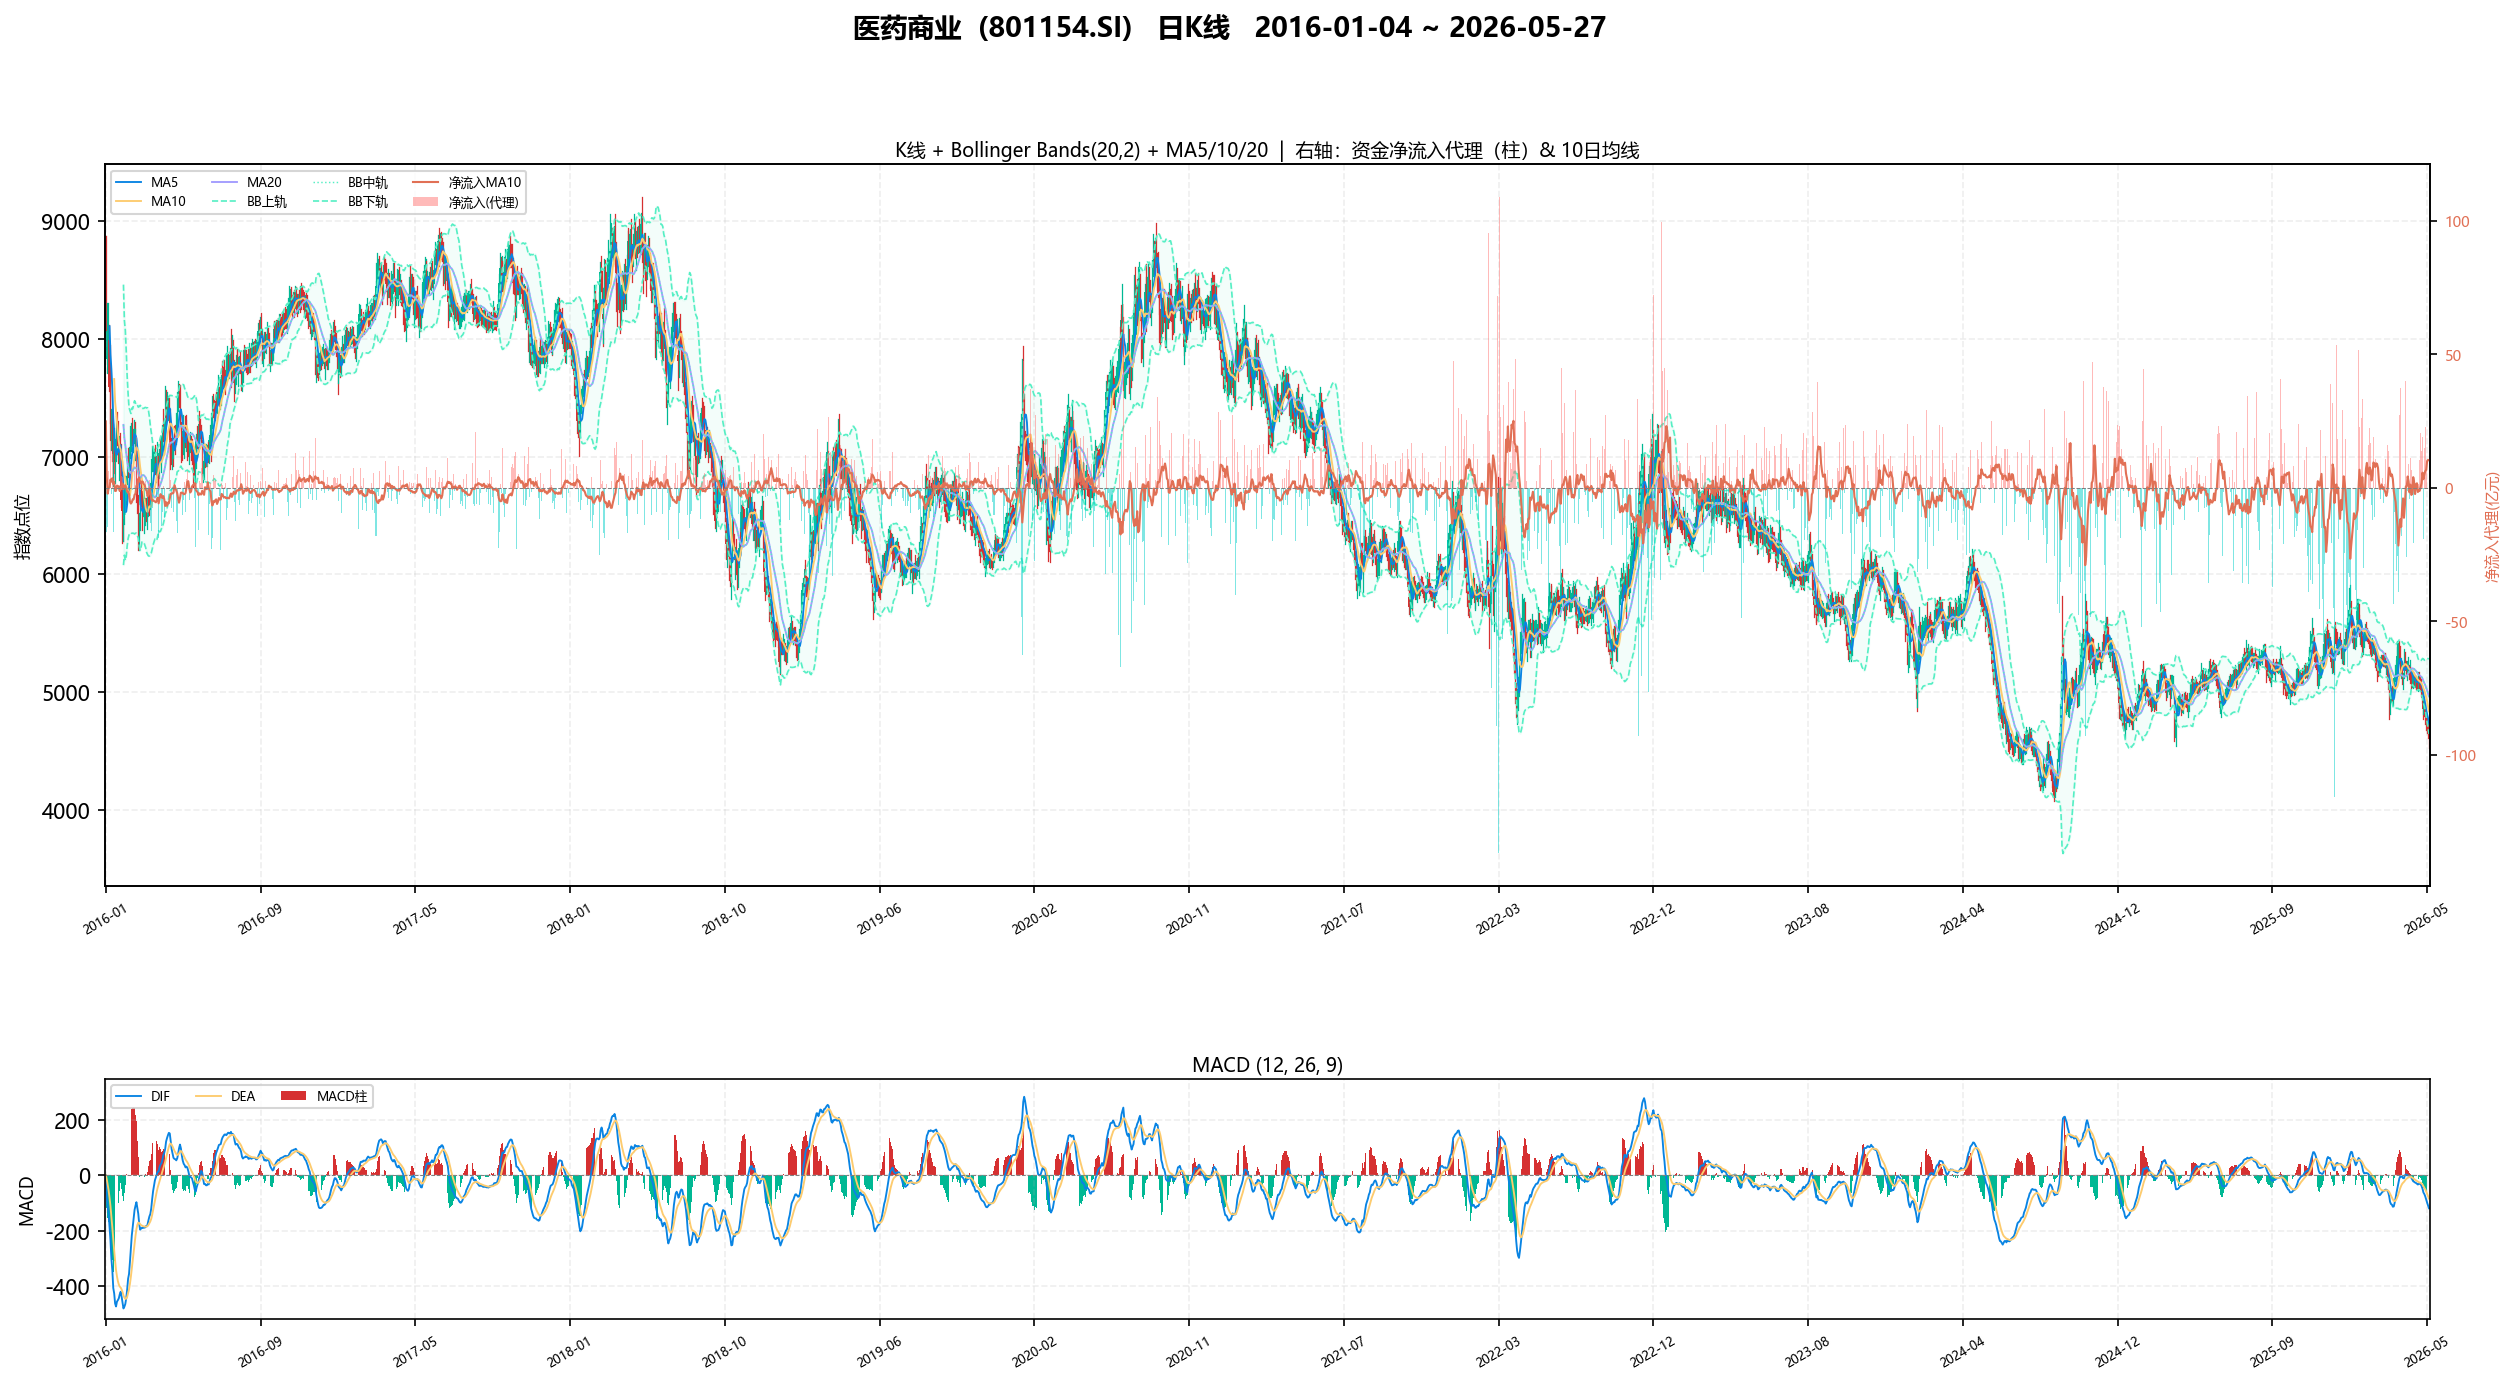 医药商业 (801154.SI) 日K线 2016-01-04 ~ 2026-05-27
K线 + Bollinger Bands(20,2) + MA5/10/20 | 右轴：资金净流入代理（柱）& 10日均线
MA5 MA20 BB中轨 净流入MA10
MA10 BB上轨 BB下轨 净流入(代理)
指数点位
9000
8000
7000
6000
5000
4000
100
50
0
-50
-100
净流入代理(亿元)
2016-01 2016-09 2017-05 2018-01 2018-10 2019-06 2020-02 2020-11 2021-07 2022-03 2022-12 2023-08 2024-04 2024-12 2025-09 2026-05
MACD (12, 26, 9)
DIF DEA MACD柱
MACD
200
0
-200
-400
2016-01 2016-09 2017-05 2018-01 2018-10 2019-06 2020-02 2020-11 2021-07 2022-03 2022-12 2023-08 2024-04 2024-12 2025-09 2026-05